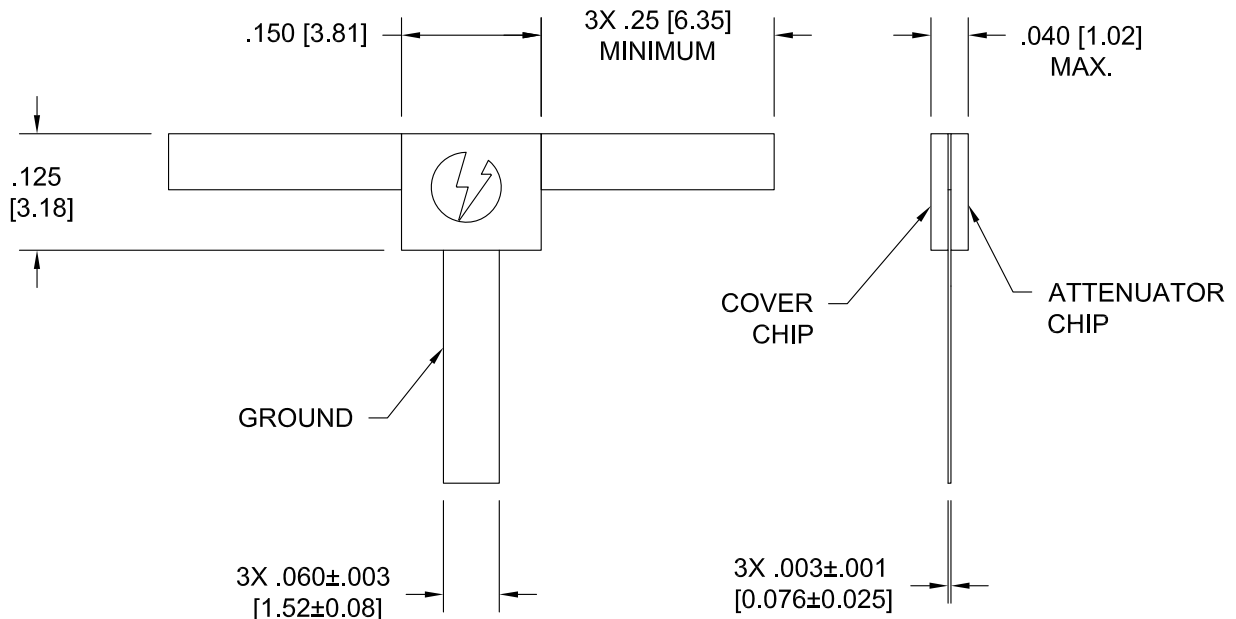 .150 [3.81]
3X .25 [6.35]
MINIMUM
.040 [1.02]
MAX.
.125
[3.18]
COVER
CHIP
ATTENUATOR
CHIP
GROUND
3X .060±.003
[1.52±0.08]
3X .003±.001
[0.076±0.025]